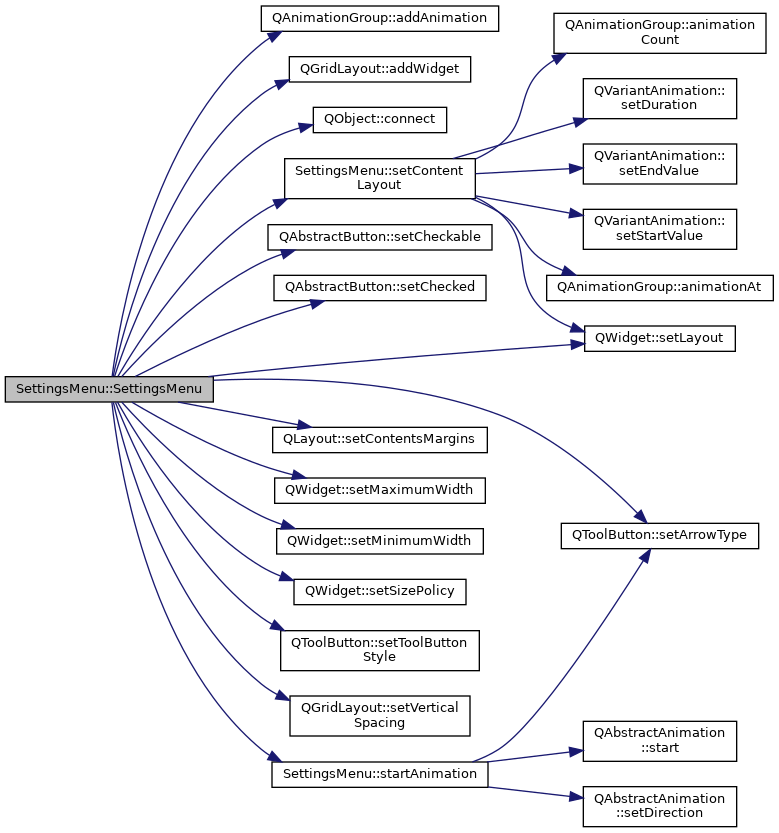 SettingsMenu::SettingsMenu
QAnimationGroup::addAnimation
QGridLayout::addWidget
QObject::connect
SettingsMenu::setContent
Layout
QAbstractButton::setCheckable
QAbstractButton::setChecked
QLayout::setContentsMargins
QWidget::setMaximumWidth
QWidget::setMinimumWidth
QWidget::setSizePolicy
QToolButton::setToolButton
Style
QGridLayout::setVertical
Spacing
SettingsMenu::startAnimation
QAnimationGroup::animation
Count
QVariantAnimation::
setDuration
QVariantAnimation::
setEndValue
QVariantAnimation::
setStartValue
QAnimationGroup::animationAt
QWidget::setLayout
QToolButton::setArrowType
QAbstractAnimation
::start
QAbstractAnimation
::setDirection